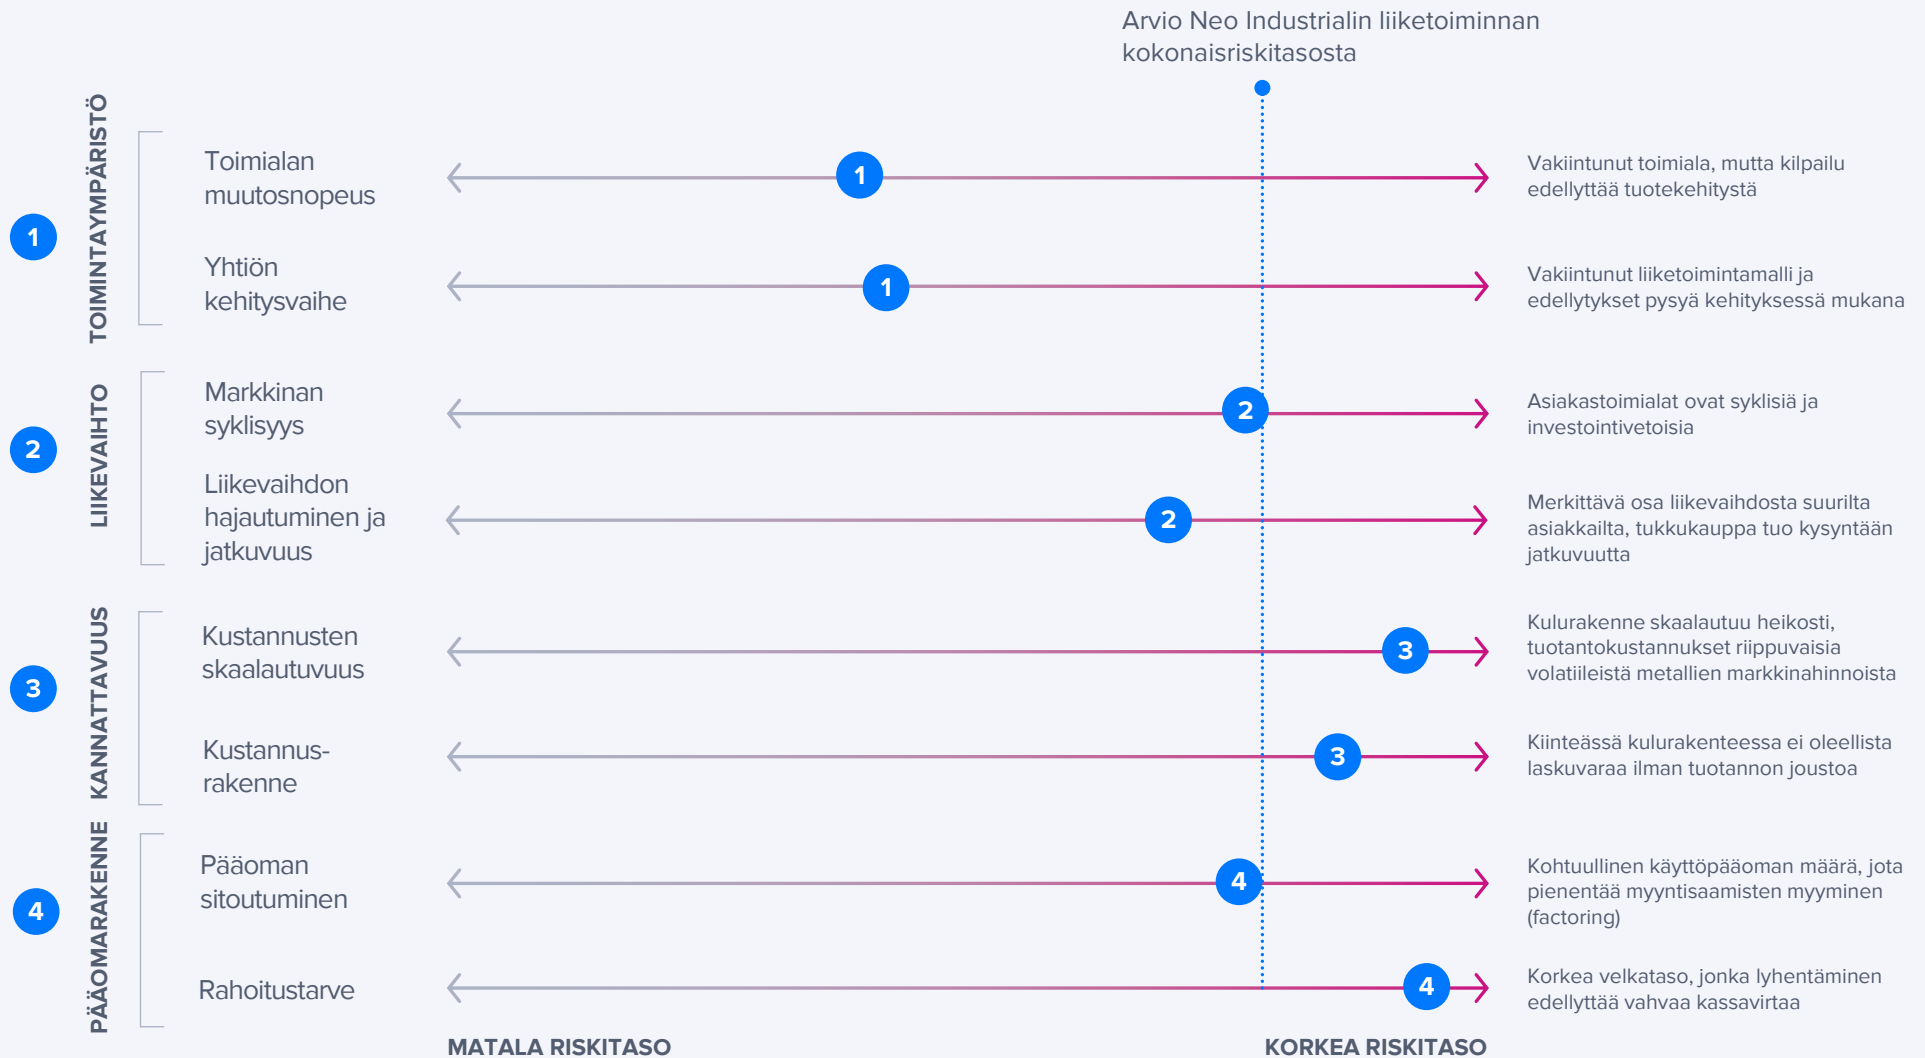 Arvio Neo Industrialin liiketoiminnan
kokonaisriskitasosta
1
TOIMINTAYMPÄRISTÖ
Toimialan
muutosnopeus
1
Vakiintunut toimiala, mutta kilpailu
edellyttää tuotekehitystä
Yhtiön
kehitysvaihe
1
Vakiintunut liiketoimintamalli ja
edellytykset pysyä kehityksessä mukana
2
LIIKEVAIHTO
Markkinan
syklisyys
2
Asiakastoimialat ovat syklisiä ja
investointivetoisia
Liikevaihdon
hajautuminen ja
jatkuvuus
2
Merkittävä osa liikevaihdosta suurilta
asiakkailta, tukkukauppa tuo kysyntään
jatkuvuutta
3
KANNATTAVUUS
Kustannusten
skaalautuvuus
3
Kulurakenne skaalautuu heikosti,
tuotantokustannukset riippuvaisia
volatiileistä metallien markkinahinnoista
Kustannus-
rakenne
3
Kiinteässä kulurakenteessa ei oleellista
laskuvaraa ilman tuotannon joustoa
4
PÄÄOMARAKENNE
Pääoman
sitoutuminen
4
Kohtuullinen käyttöpääoman määrä, jota
pienentää myyntisaamisten myyminen
(factoring)
Rahoitustarve
4
Korkea velkataso, jonka lyhentäminen
edellyttää vahvaa kassavirtaa
MATALA RISKITASO
KORKEA RISKITASO